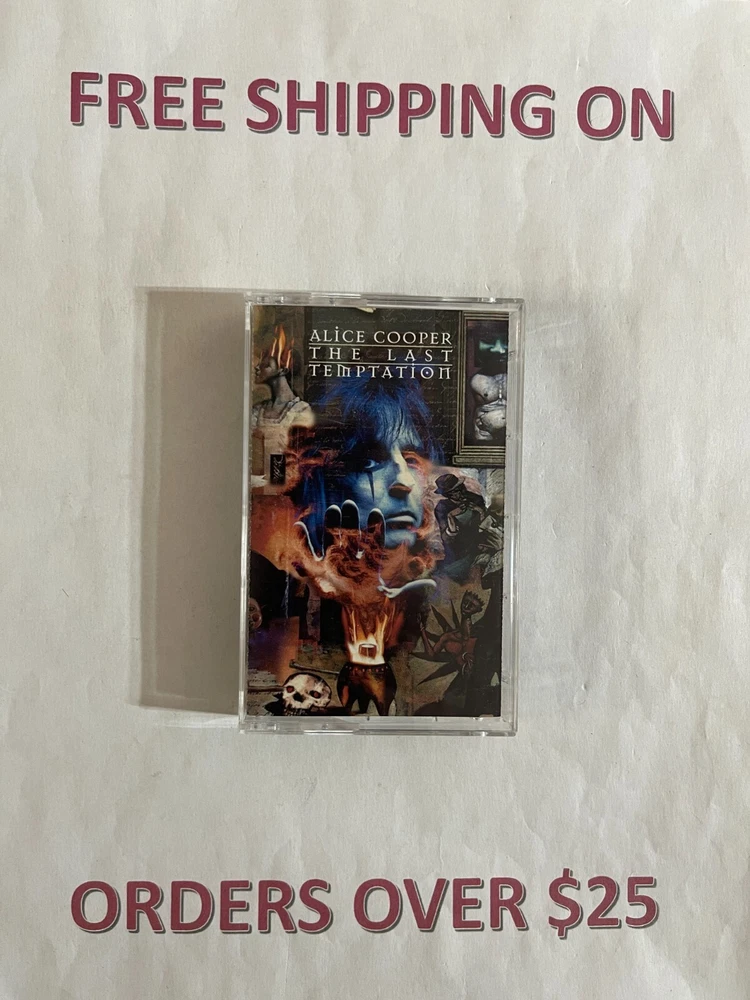 FREE SHIPPING ON
ALiCE COOPER
THE LAST
TEMPTATiON
ORDERS OVER $25